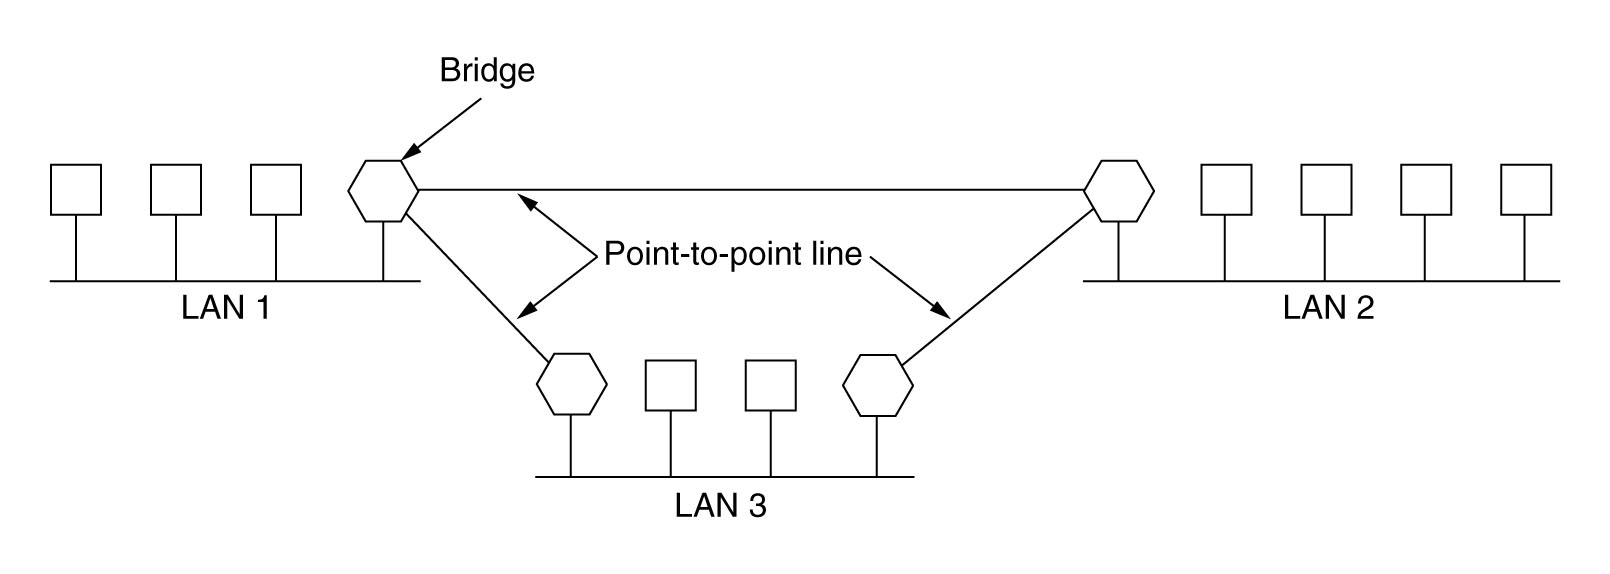 Bridge
Point-to-point line
LAN 1
LAN 2
LAN 3